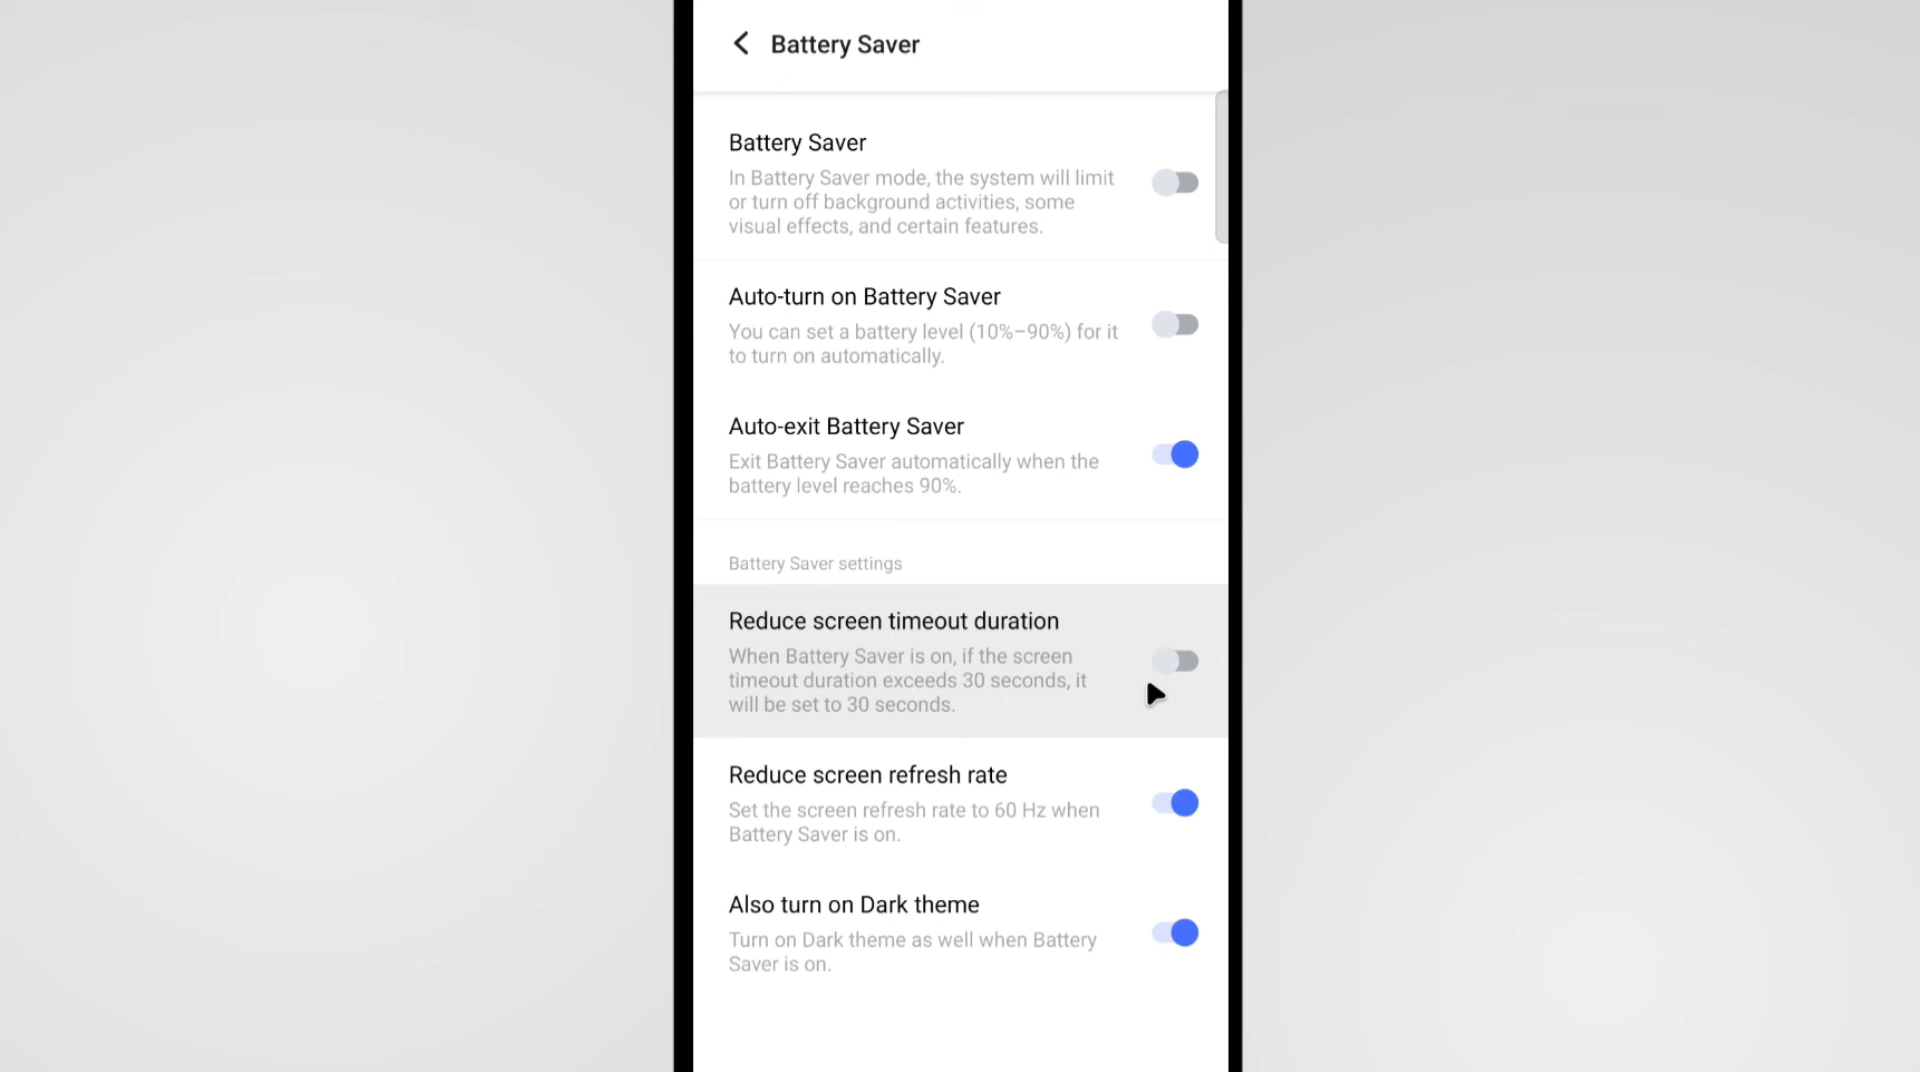 Battery Saver
Battery Saver
In Battery Saver mode, the system will limit
or turn off background activities, some
visual effects, and certain features.
Auto-turn on Battery Saver
You can set a battery level (10%–90%) for it
to turn on automatically.
Auto-exit Battery Saver
Exit Battery Saver automatically when the
battery level reaches 90%.
Battery Saver settings
Reduce screen timeout duration
When Battery Saver is on, if the screen
timeout duration exceeds 30 seconds, it
will be set to 30 seconds.
Reduce screen refresh rate
Set the screen refresh rate to 60 Hz when
Battery Saver is on.
Also turn on Dark theme
Turn on Dark theme as well when Battery
Saver is on.